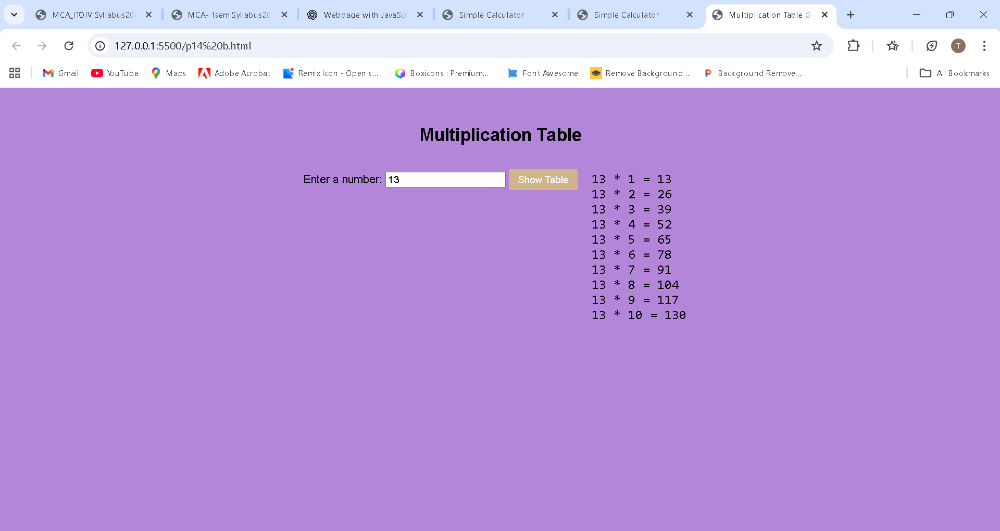 MCA_ITOIV Syllabus202
MCA- 1sem Syllabus20
Webpage with JavaScr
Simple Calculator
Simple Calculator
Multiplication Table Ge
127.0.0.1:5500/p14%20b.html
T
Gmail
YouTube
Maps
Adobe Acrobat
Remix Icon - Open s...
Boxicons : Premium...
Font Awesome
Remove Background...
Background Remove...
All Bookmarks
Multiplication Table
Enter a number: 13 Show Table
13 * 1 = 13
13 * 2 = 26
13 * 3 = 39
13 * 4 = 52
13 * 5 = 65
13 * 6 = 78
13 * 7 = 91
13 * 8 = 104
13 * 9 = 117
13 * 10 = 130